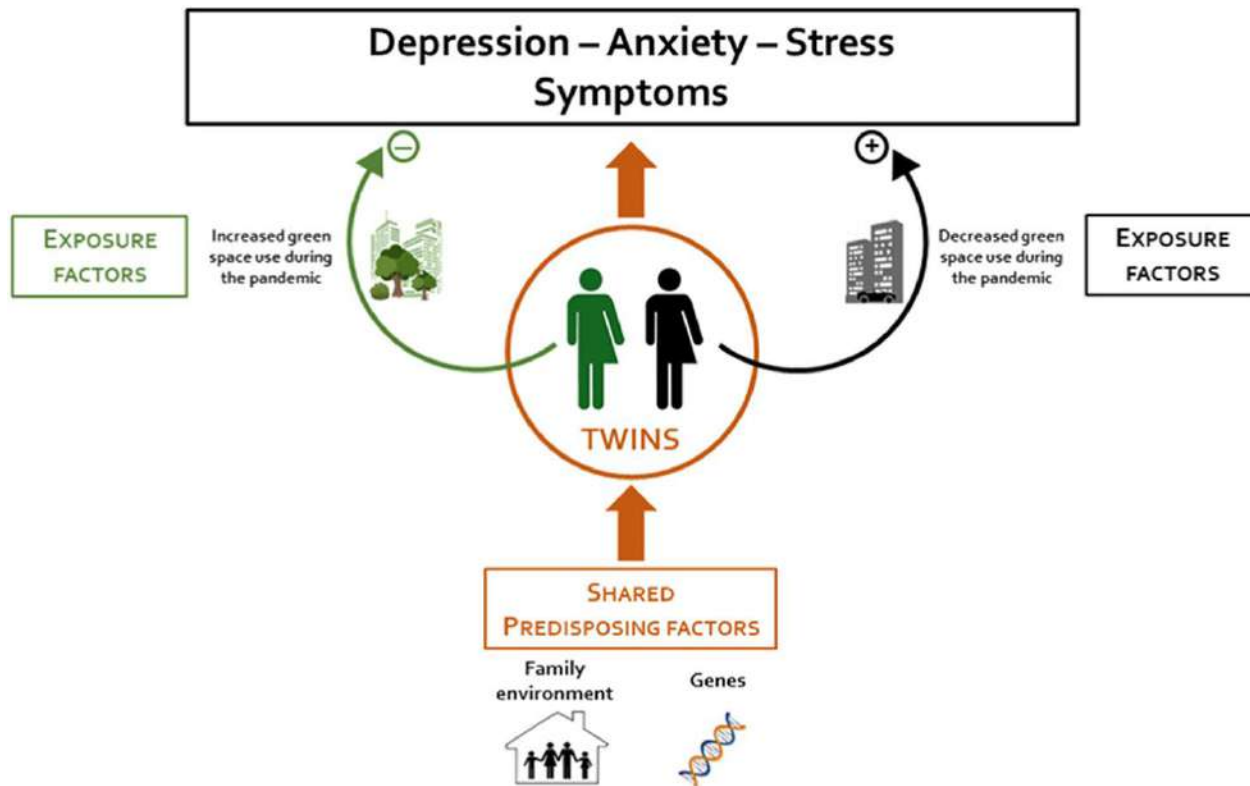 Depression – Anxiety – Stress
Symptoms
EXPOSURE
FACTORS
Increased green
space use during
the pandemic
Decreased green
space use during
the pandemic
EXPOSURE
FACTORS
TWINS
SHARED
PREDISPOSING FACTORS
Family
environment
Genes